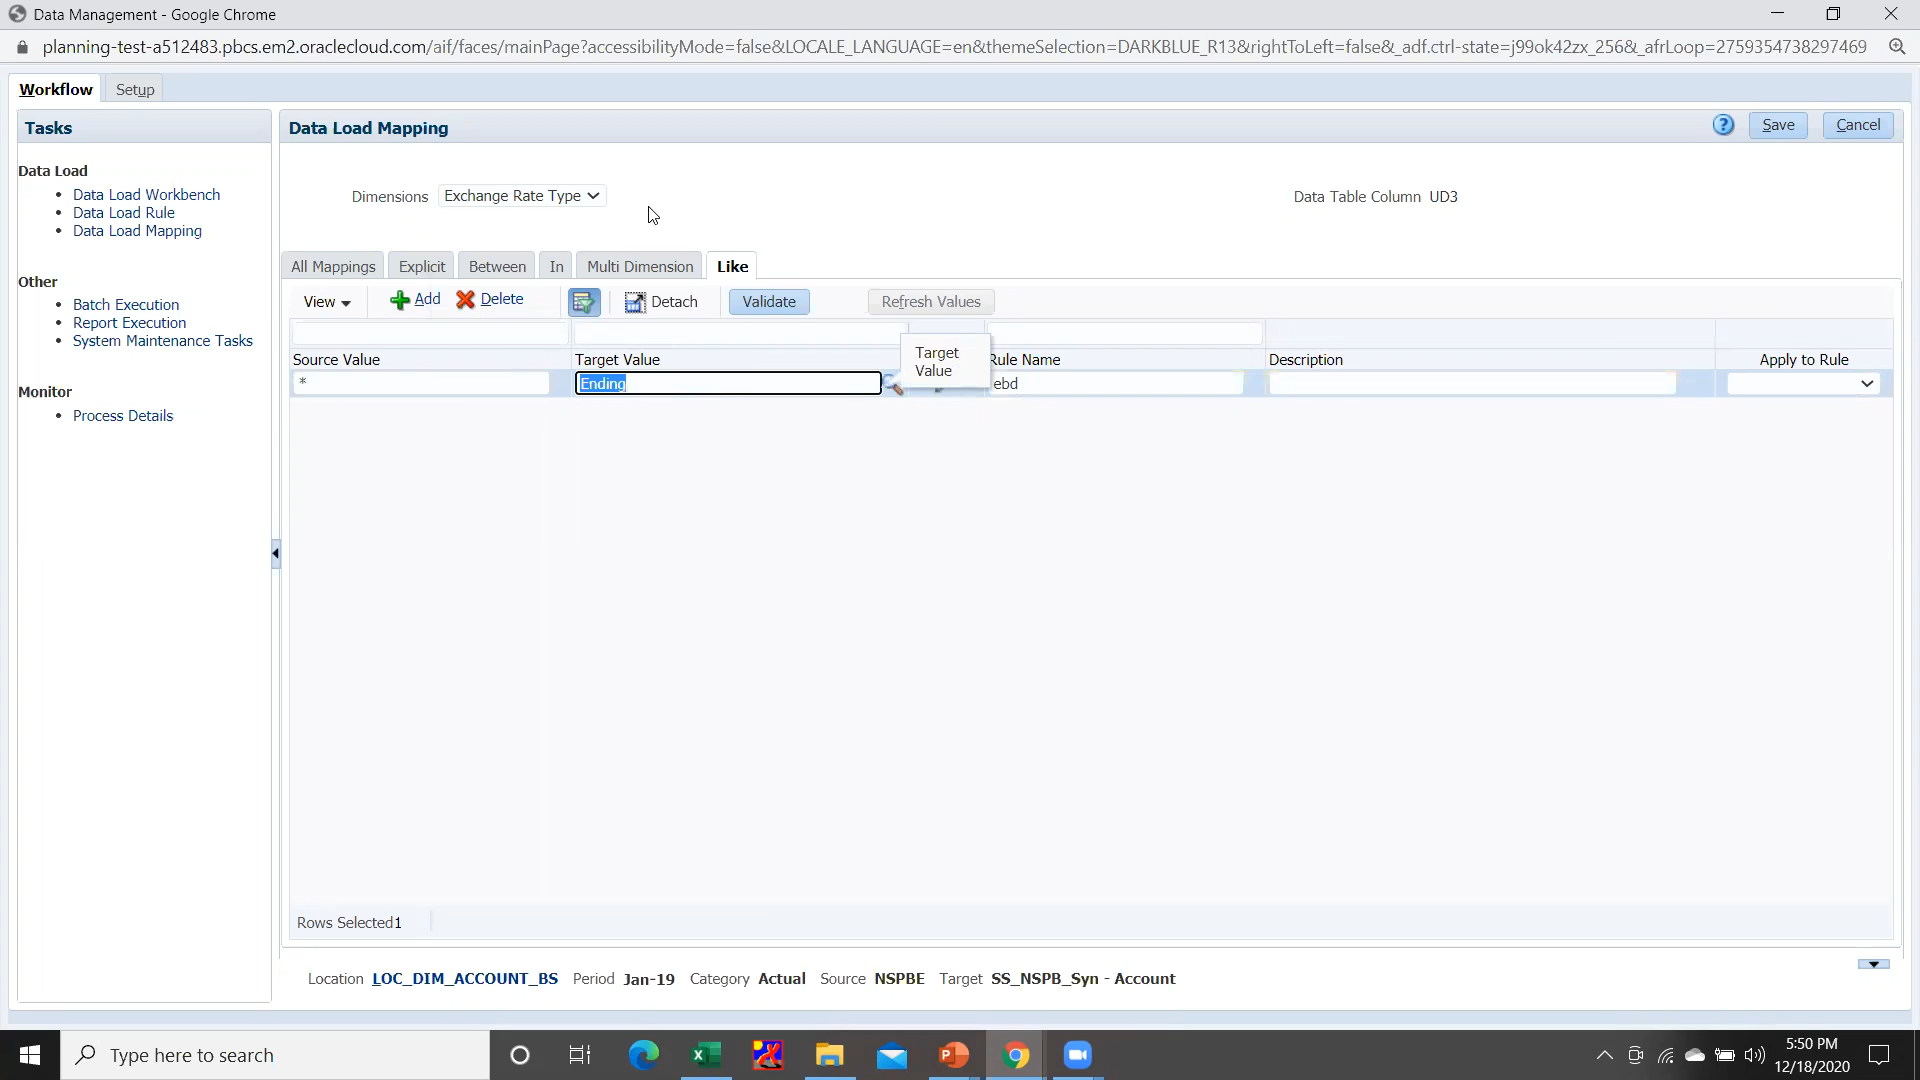 Data Management - Google Chrome
planning-test-a512483.pbcs.em2.oraclecloud.com/aif/faces/mainPage?accessibilityMode=false&LOCALE_LANGUAGE=en&themeSelection=DARKBLUE_R13&rightToLeft=false&_adf.ctrl-state=j99ok42zx_256&_afrLoop=2759354738297469
Workflow Setup
Tasks
Data Load Mapping
? Save Cancel
Data Load
Data Load Workbench
Data Load Rule
Data Load Mapping
Dimensions Exchange Rate Type
Data Table Column UD3
Other
Batch Execution
Report Execution
System Maintenance Tasks
Monitor
Process Details
All Mappings Explicit Between In Multi Dimension Like
View Add Delete Detach Validate Refresh Values
Source Value Target Value Rule Name Description Apply to Rule
* Ending ebd
Target
Value
Rows Selected1
Location LOC_DIM_ACCOUNT_BS Period Jan-19 Category Actual Source NSPBE Target SS_NSPB_Syn - Account
Type here to search
5:50 PM
12/18/2020